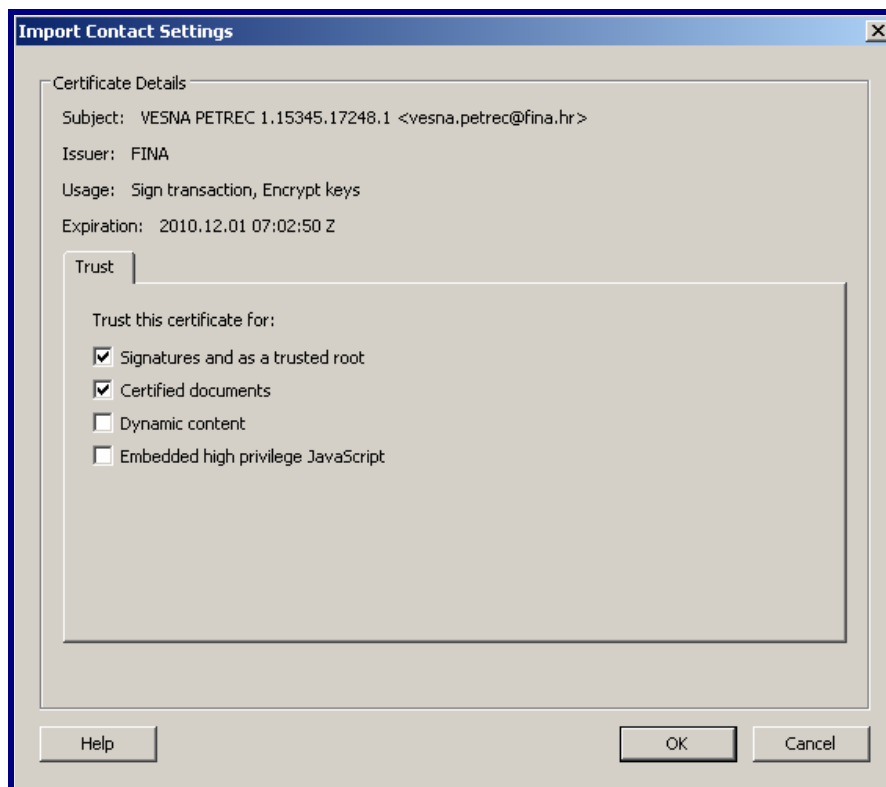 Import Contact Settings
Certificate Details
Subject: VESNA PETREC 1.15345.17248.1 <vesna.petrec@fina.hr>
Issuer: FINA
Usage: Sign transaction, Encrypt keys
Expiration: 2010.12.01 07:02:50 Z
Trust
Trust this certificate for:
Signatures and as a trusted root
Certified documents
Dynamic content
Embedded high privilege JavaScript
Help OK Cancel